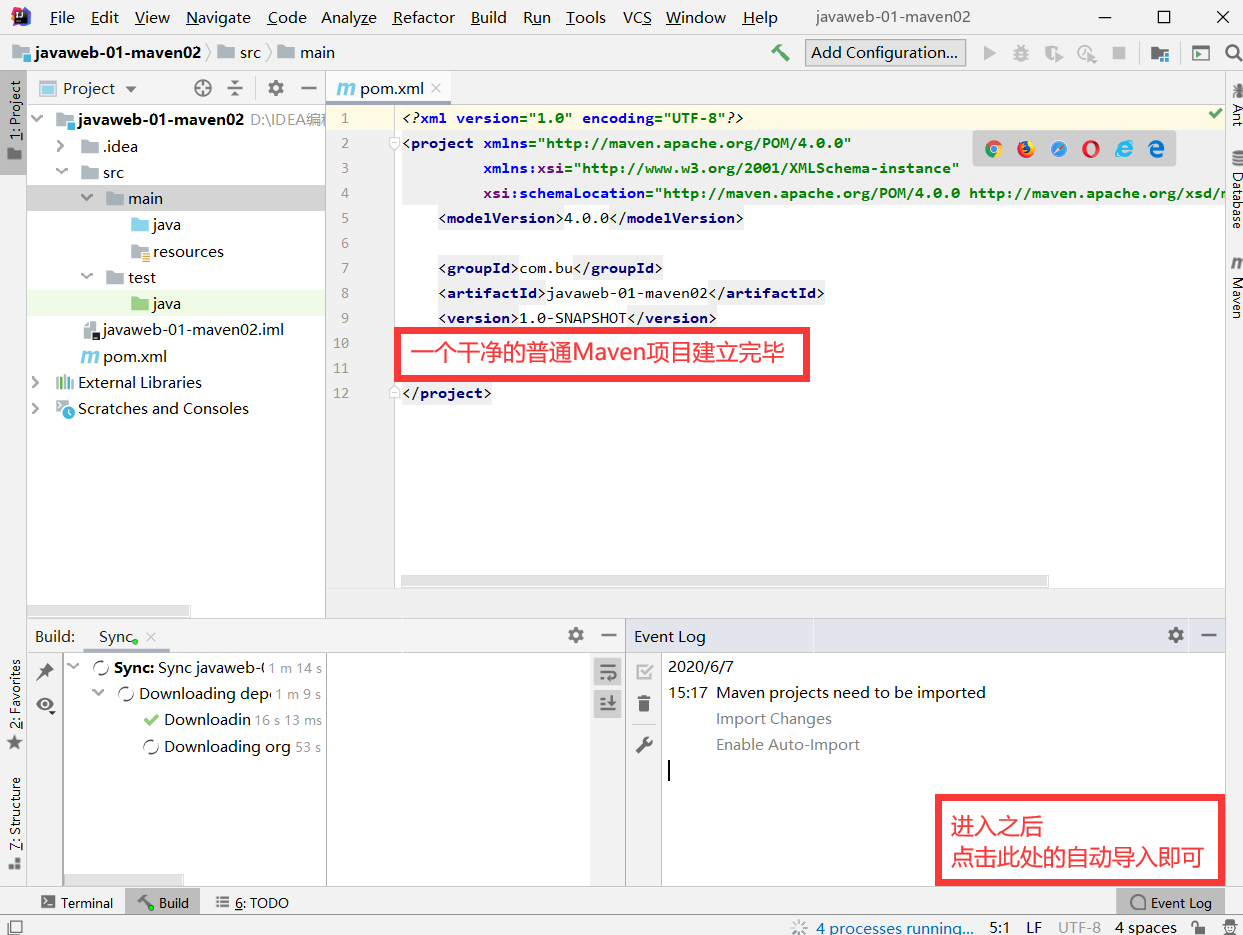 File Edit View Navigate Code Analyze Refactor Build Run Tools VCS Window Help javaweb-01-maven02
javaweb-01-maven02 src main Add Configuration...
1: Project
Project
pom.xml
javaweb-01-maven02 D:\IDEA编
.idea
src
main
java
resources
test
java
javaweb-01-maven02.iml
pom.xml
External Libraries
Scratches and Consoles
1 <?xml version="1.0" encoding="UTF-8"?>
2 <project xmlns="http://maven.apache.org/POM/4.0.0"
3 xmlns:xsi="http://www.w3.org/2001/XMLSchema-instance"
4 xsi:schemaLocation="http://maven.apache.org/POM/4.0.0 http://maven.apache.org/xsd/
5 <modelVersion>4.0.0</modelVersion>
6
7 <groupId>com.bu</groupId>
8 <artifactId>javaweb-01-maven02</artifactId>
9 <version>1.0-SNAPSHOT</version>
10
一个干净的普通Maven项目建立完毕
11
12 </project>
Ant
Database
Maven
2: Favorites
7: Structure
Build: Sync
Sync: Sync javaweb-( 1 m 14 s
Downloading dep 1 m 9 s
Downloadin 16 s 13 ms
Downloading org 53 s
Event Log
2020/6/7
15:17 Maven projects need to be imported
Import Changes
Enable Auto-Import
进入之后
点击此处的自动导入即可
Terminal Build 6: TODO Event Log
4 processes running... 5:1 LF UTF-8 4 spaces